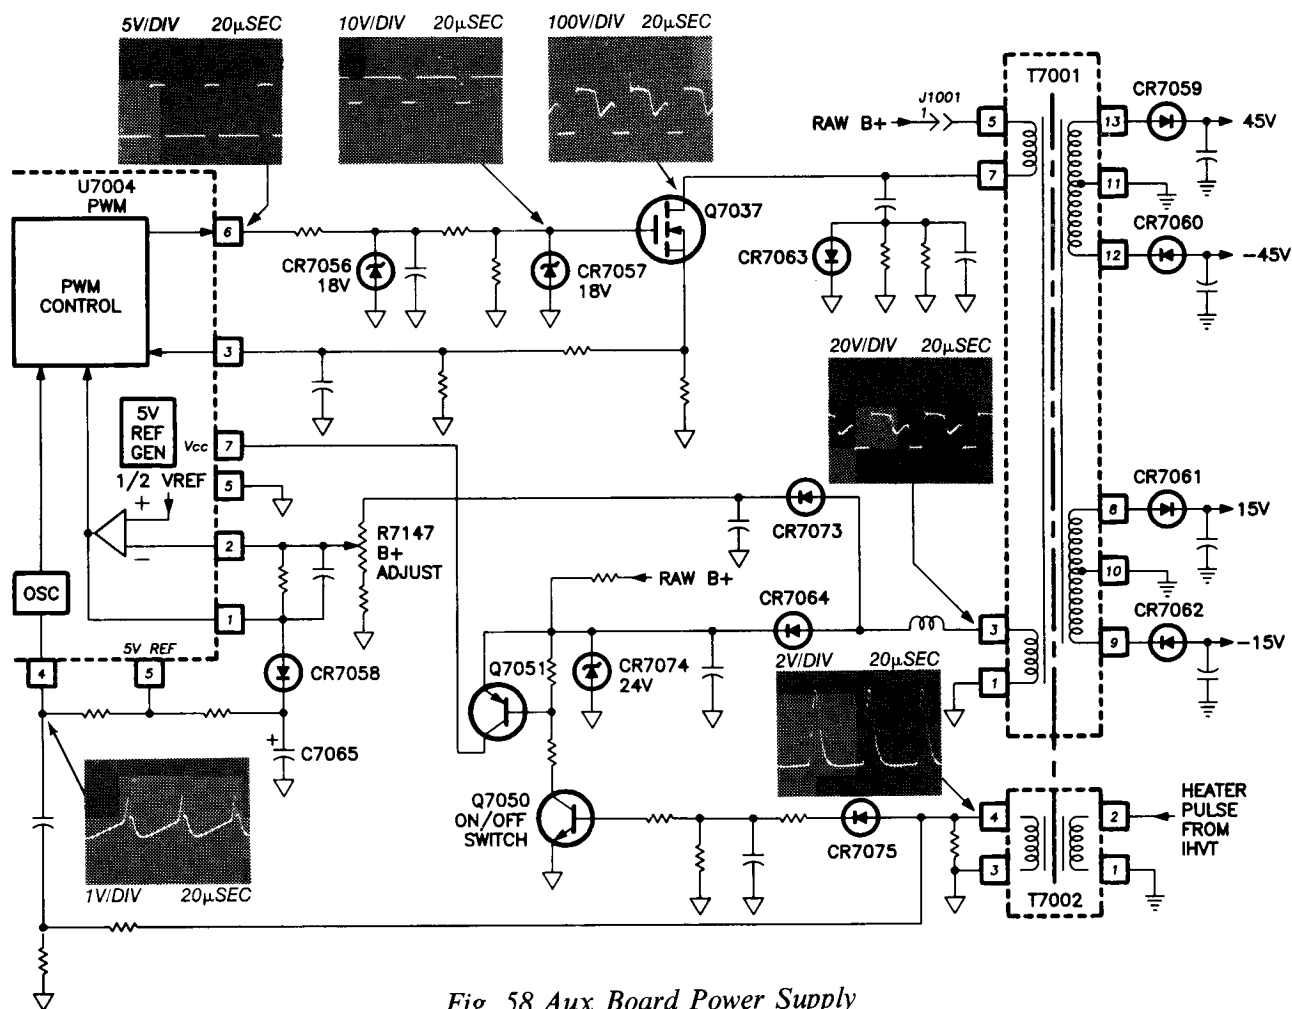 5V/DIV 20µSEC
10V/DIV 20µSEC
100V/DIV 20µSEC
T7001
J1001
1
RAW B+
5
7
13
11
12
CR7059
45V
CR7060
-45V
U7004
PWM
PWM
CONTROL
6
3
CR7056
18V
CR7057
18V
Q7037
CR7063
20V/DIV 20µSEC
5V
REF
GEN
Vcc
7
5
1/2 VREF
+
-
2
1
OSC
4
5V REF
5
R7147
B+
ADJUST
CR7073
RAW B+
CR7064
CR7074
24V
Q7051
CR7058
+
C7065
3
1
8
10
9
CR7061
15V
CR7062
-15V
2V/DIV 20µSEC
Q7050
ON/OFF
SWITCH
CR7075
4
3
2
1
T7002
HEATER
PULSE
FROM
IHVT
1V/DIV 20µSEC
Fig. 58 Aux Board Power Supply